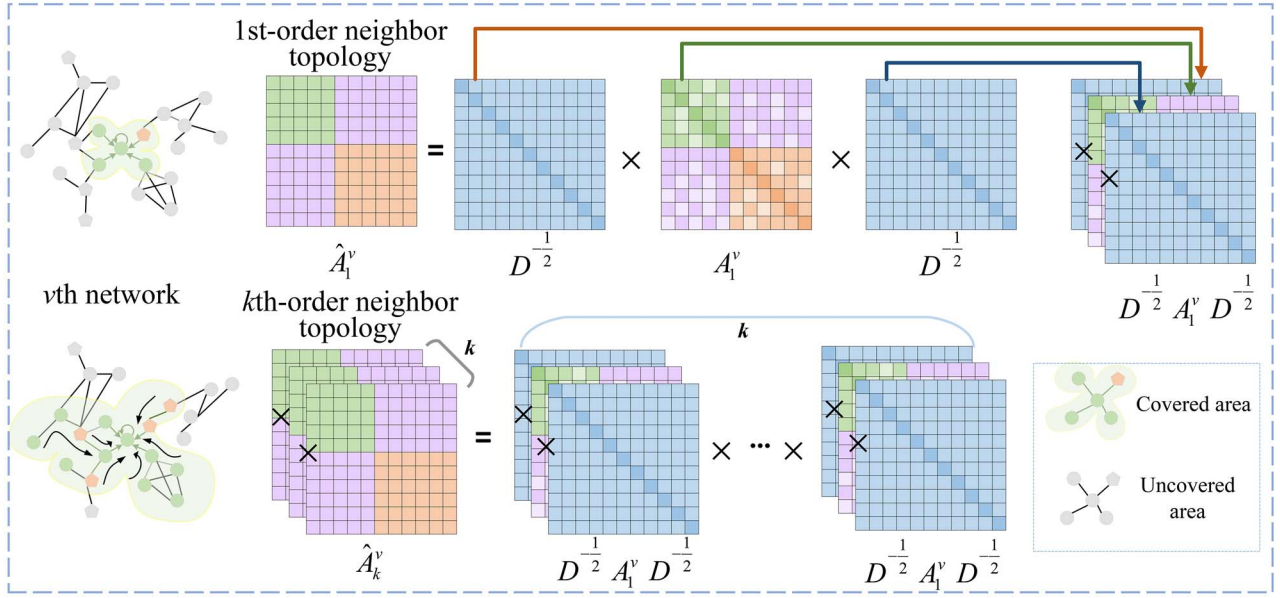 1st-order neighbor
topology
=
×
×
×
×
Â₁ᵛ
D^{-1/2}
A₁ᵛ
D^{-1/2}
D^{-1/2} A₁ᵛ D^{-1/2}
vth network
kth-order neighbor
topology
k
k
×
×
=
×
×
× ... ×
×
×
Âₖᵛ
D^{-1/2} A₁ᵛ D^{-1/2}
D^{-1/2} A₁ᵛ D^{-1/2}
Covered area
Uncovered
area